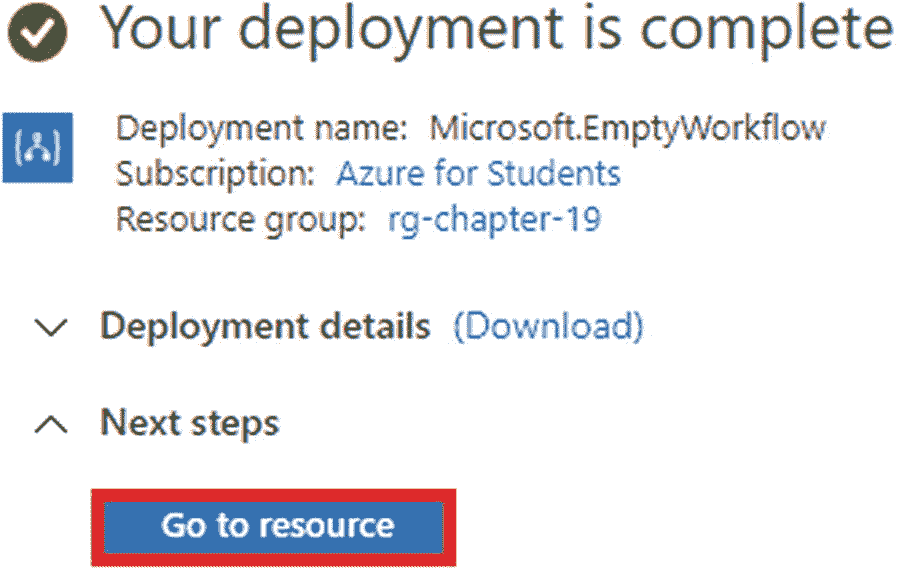 Your deployment is complete
Deployment name: Microsoft.EmptyWorkflow
Subscription: Azure for Students
Resource group: rg-chapter-19
Deployment details (Download)
Next steps
Go to resource